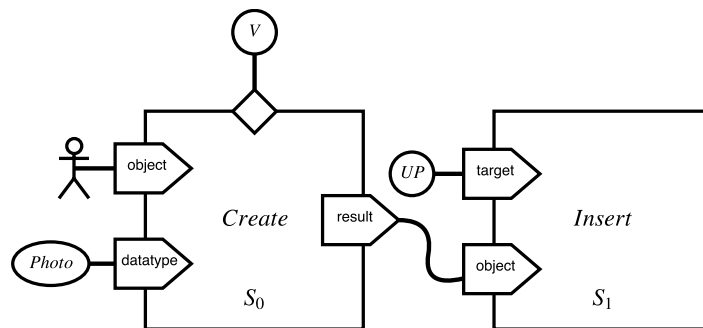 V
object
UP
target
Create
result
Insert
Photo
datatype
object
S0
S1